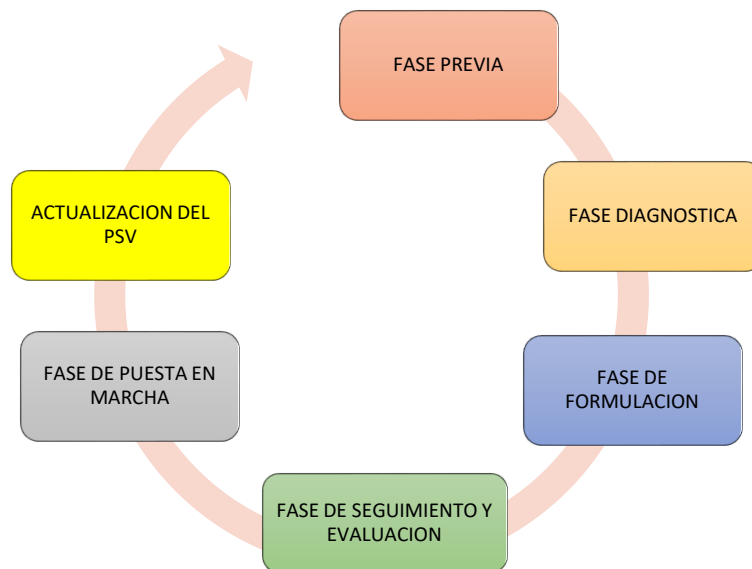 FASE PREVIA
FASE DIAGNOSTICA
FASE DE
FORMULACION
FASE DE SEGUIMIENTO Y
EVALUACION
FASE DE PUESTA EN
MARCHA
ACTUALIZACION DEL
PSV